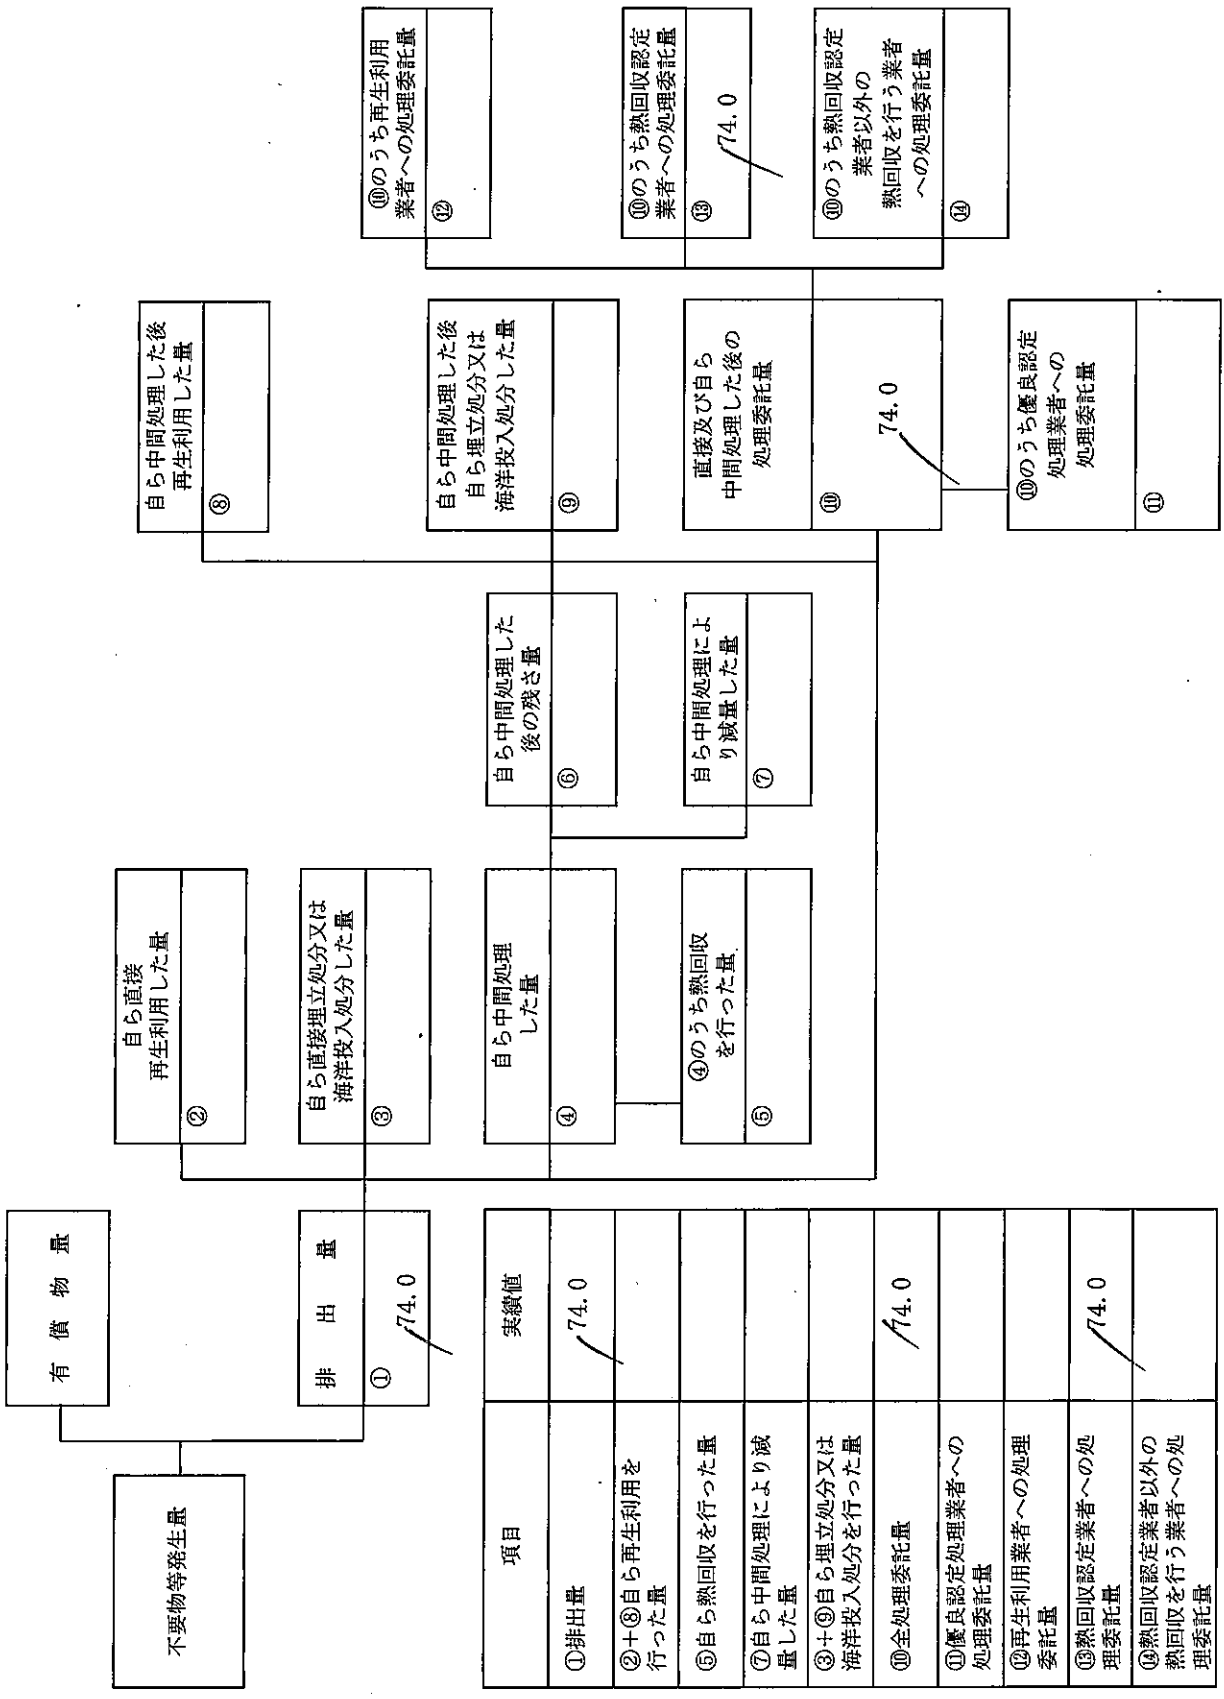 不要物等発生量
有償物量
排出量
①
74.0
自ら直接
再生利用した量
②
自ら直接埋立処分又は
海洋投入処分した量
③
自ら中間処理
した量
④
④のうち熱回収
を行った量
⑤
自ら中間処理した
後の残さ量
⑥
自ら中間処理によ
り減量した量
⑦
自ら中間処理した後
再生利用した量
⑧
自ら中間処理した後
自ら埋立処分又は
海洋投入処分した量
⑨
直接及び自ら
中間処理した後の
処理委託量
⑩
74.0
⑩のうち優良認定
処理業者への
処理委託量
⑪
⑩のうち再生利用
業者への処理委託量
⑫
⑩のうち熱回収認定
業者への処理委託量
⑬
74.0
⑩のうち熱回収認定
業者以外の
熱回収を行う業者
への処理委託量
⑭
項目 実績値
①排出量 74.0
②+⑧自ら再生利用を
行った量
⑤自ら熱回収を行った量
⑦自ら中間処理により減
量した量
③+⑨自ら埋立処分又は
海洋投入処分を行った量
⑩全処理委託量 74.0
⑪優良認定処理業者への
処理委託量
⑫再生利用業者への処理
委託量
⑬熱回収認定業者への処
理委託量 74.0
⑭熱回収認定業者以外の
熱回収を行う業者への処
理委託量